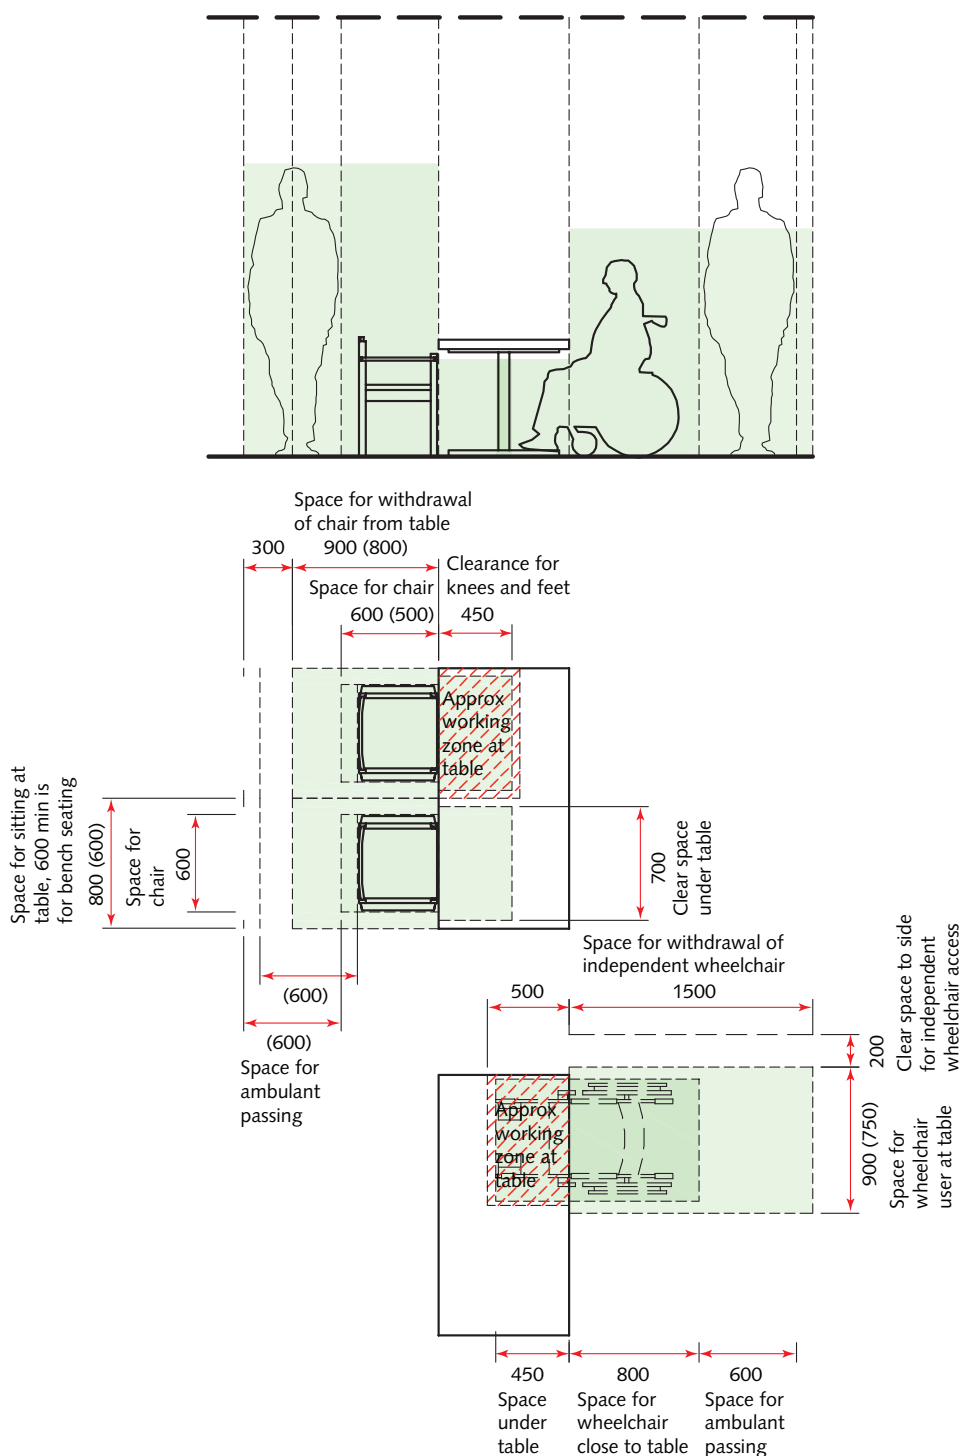 Space for withdrawal
of chair from table
300
900 (800)
Clearance for
knees and feet
Space for chair
600 (500)
450
Approx
working
zone at
table
Space for sitting at
table, 600 min is
for bench seating
800 (600)
Space for
chair
600
700
Clear space
under table
(600)
(600)
Space for
ambulant
passing
Space for withdrawal of
independent wheelchair
500
1500
200
Clear space to side
for independent
wheelchair access
Approx
working
zone at
table
900 (750)
Space for
wheelchair
user at table
450
Space
under
table
800
Space for
wheelchair
close to table
600
Space for
ambulant
passing